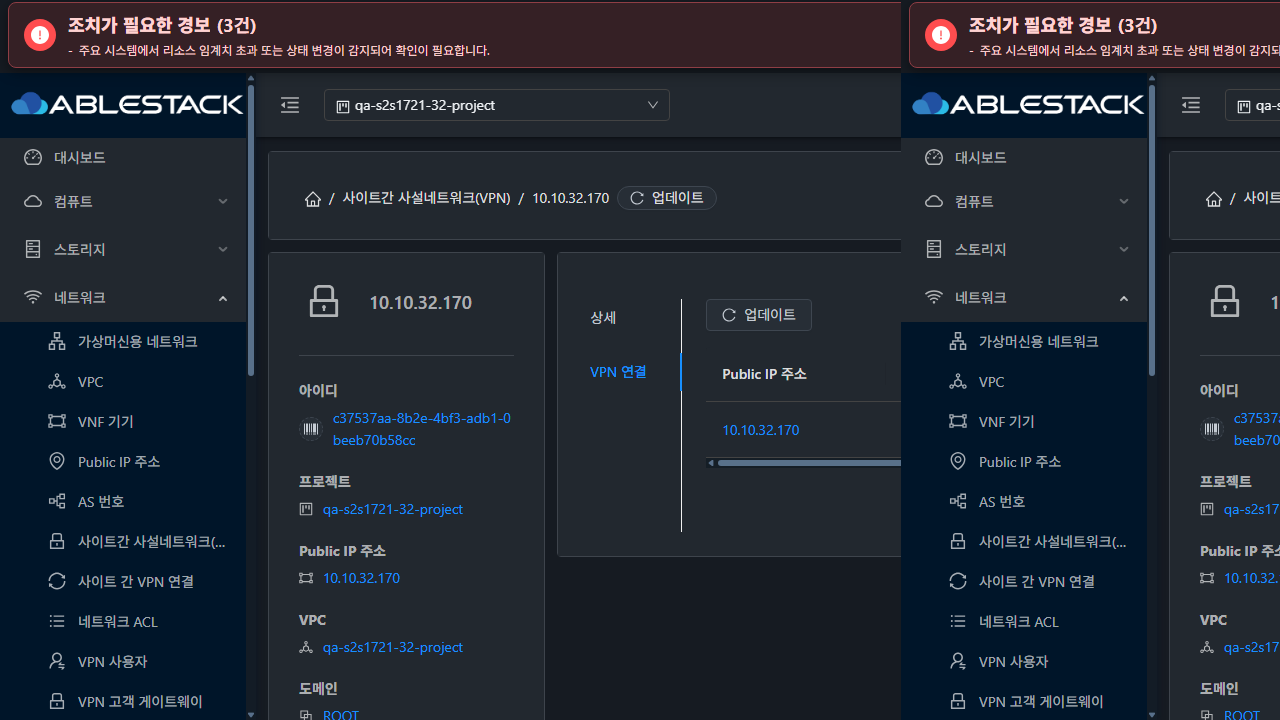 조치가 필요한 경보 (3건)
- 주요 시스템에서 리소스 임계치 초과 또는 상태 변경이 감지되어 확인이 필요합니다.
ABLESTACK
qa-s2s1721-32-project
대시보드
컴퓨트
스토리지
네트워크
가상머신용 네트워크
VPC
VNF 기기
Public IP 주소
AS 번호
사이트간 사설네트워크(...
사이트 간 VPN 연결
네트워크 ACL
VPN 사용자
VPN 고객 게이트웨이
/ 사이트간 사설네트워크(VPN) / 10.10.32.170 업데이트
10.10.32.170
아이디
c37537aa-8b2e-4bf3-adb1-0
beeb70b58cc
프로젝트
qa-s2s1721-32-project
Public IP 주소
10.10.32.170
VPC
qa-s2s1721-32-project
도메인
ROOT
상세
VPN 연결
업데이트
Public IP 주소
10.10.32.170
조치가 필요한 경보 (3건)
- 주요 시스템에서 리소스 임계치 초과 또는 상태 변경이 감지되
ABLESTACK
qa-s
대시보드
컴퓨트
스토리지
네트워크
가상머신용 네트워크
VPC
VNF 기기
Public IP 주소
AS 번호
사이트간 사설네트워크(...
사이트 간 VPN 연결
네트워크 ACL
VPN 사용자
VPN 고객 게이트웨이
/ 사이트
1
아이디
c37537
beeb70
프로젝트
qa-s2s17
Public IP 주소
10.10.32.
VPC
qa-s2s17
도메인
ROOT